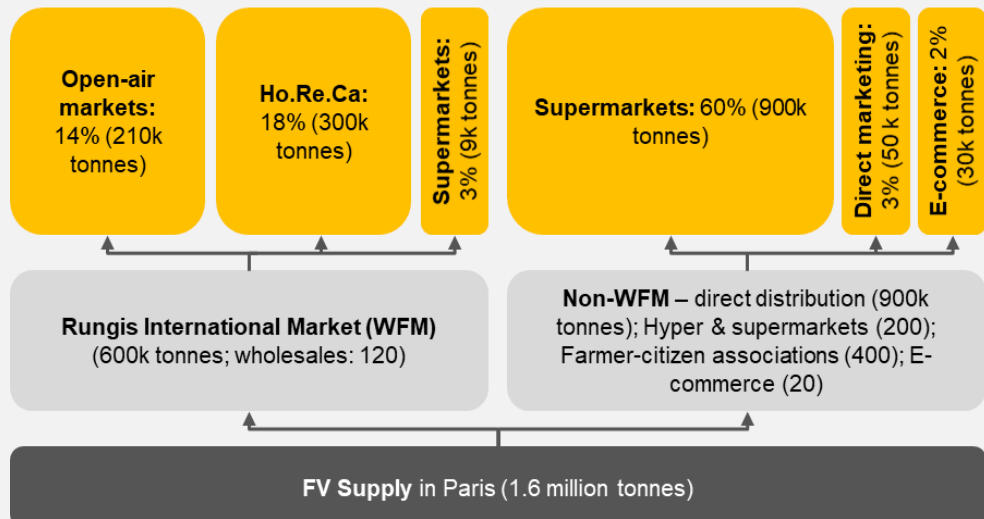 Open-air
markets:
14% (210k
tonnes)
Ho.Re.Ca:
18% (300k
tonnes)
Supermarkets:
3% (9k tonnes)
Supermarkets: 60% (900k
tonnes)
Direct marketing:
3% (50 k tonnes)
E-commerce: 2%
(30k tonnes)
Rungis International Market (WFM)
(600k tonnes; wholesales: 120)
Non-WFM – direct distribution (900k
tonnes); Hyper & supermarkets (200);
Farmer-citizen associations (400); E-
commerce (20)
FV Supply in Paris (1.6 million tonnes)